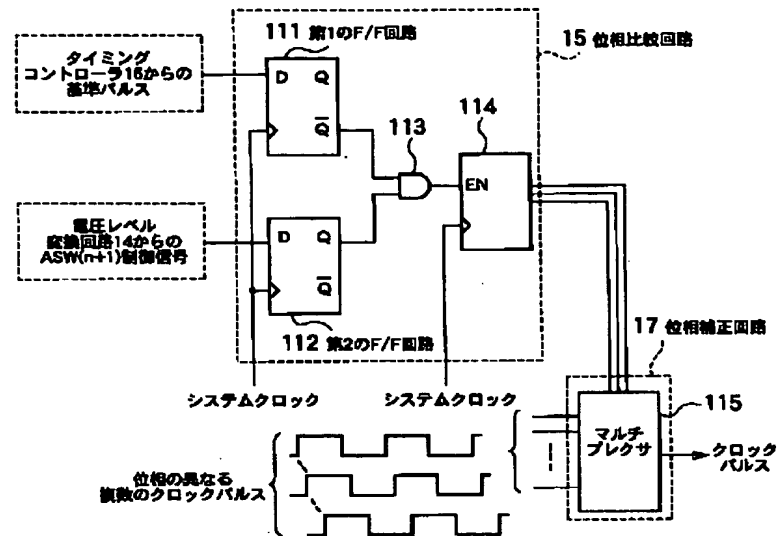 111 第1のF/F回路
15 位相比較回路
タイミング
コントローラ16からの
基準パルス
D Q
Q
113
114
EN
電圧レベル
変換回路14からの
ASW(n+1)制御信号
D Q
Q
112 第2のF/F回路
17 位相補正回路
システムクロック
システムクロック
115
マルチ
プレクサ
クロック
パルス
位相の異なる
複数のクロックパルス